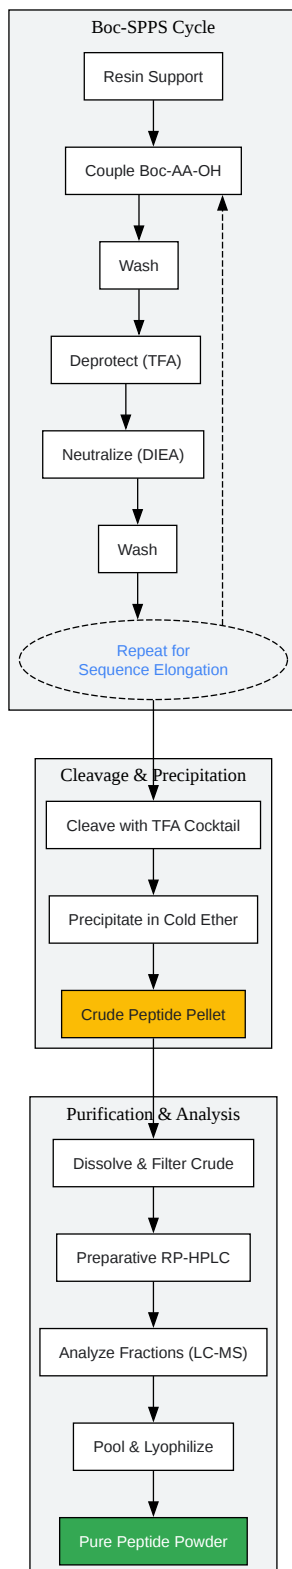 Boc-SPPS Cycle
Resin Support
Couple Boc-AA-OH
Wash
Deprotect (TFA)
Neutralize (DIEA)
Wash
Repeat for
Sequence Elongation
Cleavage & Precipitation
Cleave with TFA Cocktail
Precipitate in Cold Ether
Crude Peptide Pellet
Purification & Analysis
Dissolve & Filter Crude
Preparative RP-HPLC
Analyze Fractions (LC-MS)
Pool & Lyophilize
Pure Peptide Powder